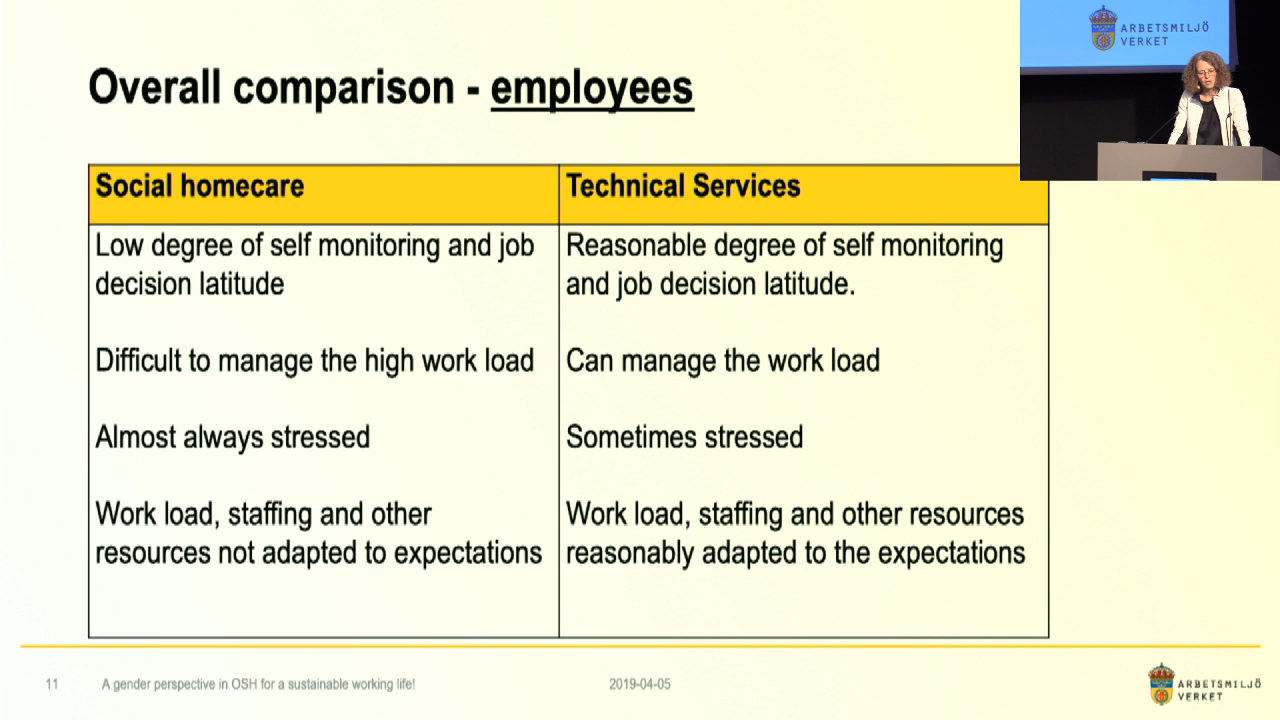 ARBETSMILJÖ
VERKET
Overall comparison - employees
Social homecare
Technical Services
Low degree of self monitoring and job
decision latitude
Reasonable degree of self monitoring
and job decision latitude.
Difficult to manage the high work load
Can manage the work load
Almost always stressed
Sometimes stressed
Work load, staffing and other
resources not adapted to expectations
Work load, staffing and other resources
reasonably adapted to the expectations
11
A gender perspective in OSH for a sustainable working life!
2019-04-05
ARBETSMILJÖ
VERKET